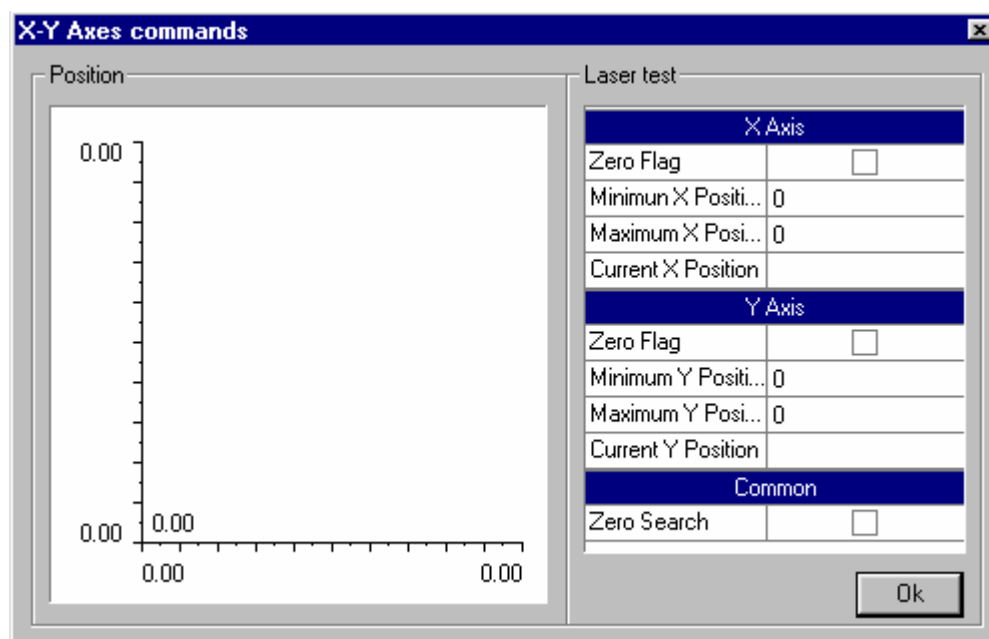 X-Y Axes commands
Position
0.00
0.00
0.00
0.00
0.00
Laser test
X Axis
Zero Flag
Minimun X Positi... 0
Maximum X Posi... 0
Current X Position
Y Axis
Zero Flag
Minimum Y Positi... 0
Maximum Y Posi... 0
Current Y Position
Common
Zero Search
Ok